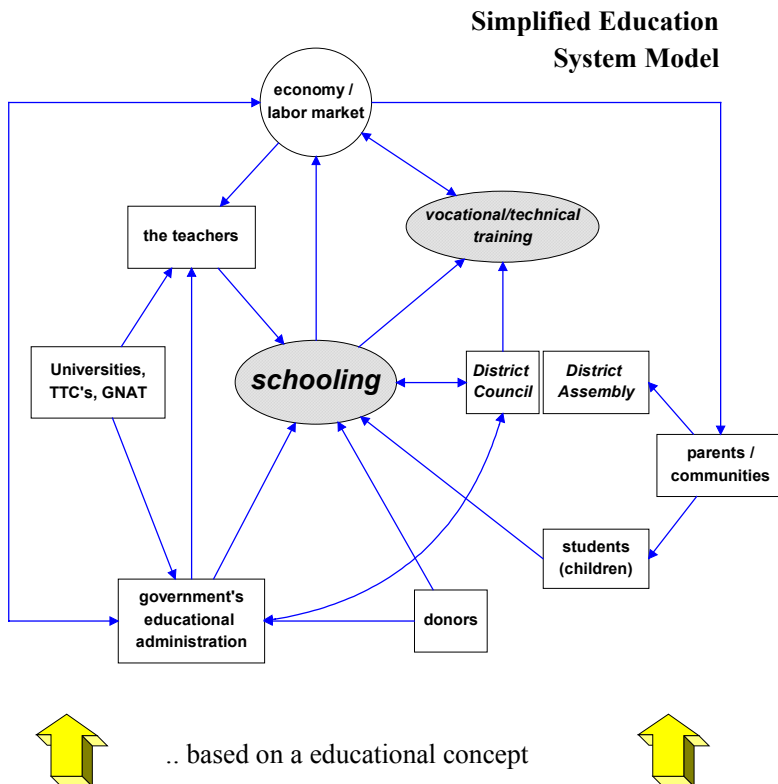 Simplified Education
System Model
economy /
labor market
vocational/technical
training
the teachers
Universities,
TTC's, GNAT
schooling
District
Council
District
Assembly
parents /
communities
students
(children)
government's
educational
administration
donors
.. based on a educational concept